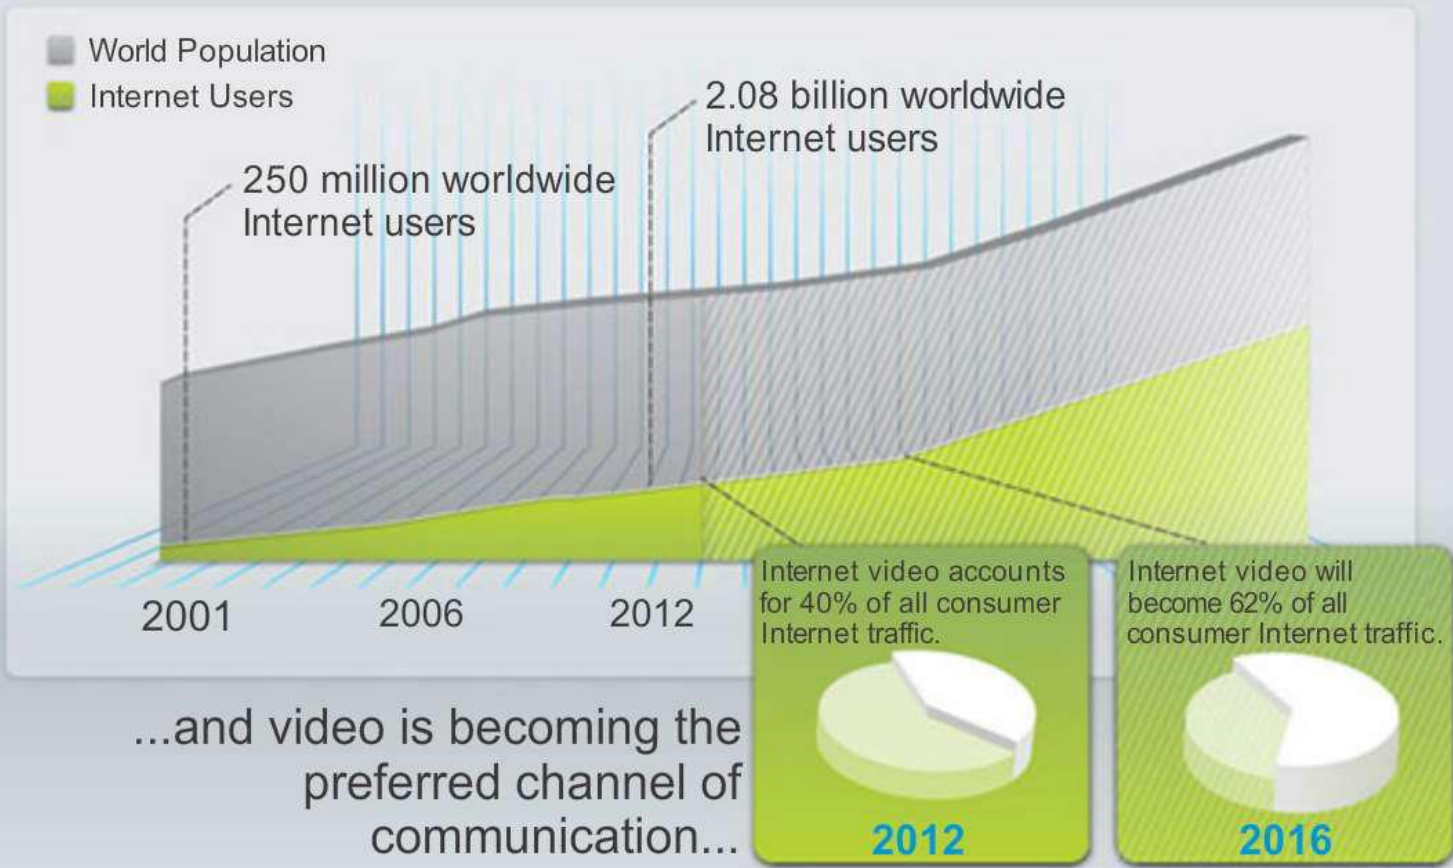 World Population
Internet Users
250 million worldwide
Internet users
2.08 billion worldwide
Internet users
2001
2006
2012
Internet video accounts
for 40% of all consumer
Internet traffic.
2012
Internet video will
become 62% of all
consumer Internet traffic.
2016
...and video is becoming the
preferred channel of
communication...